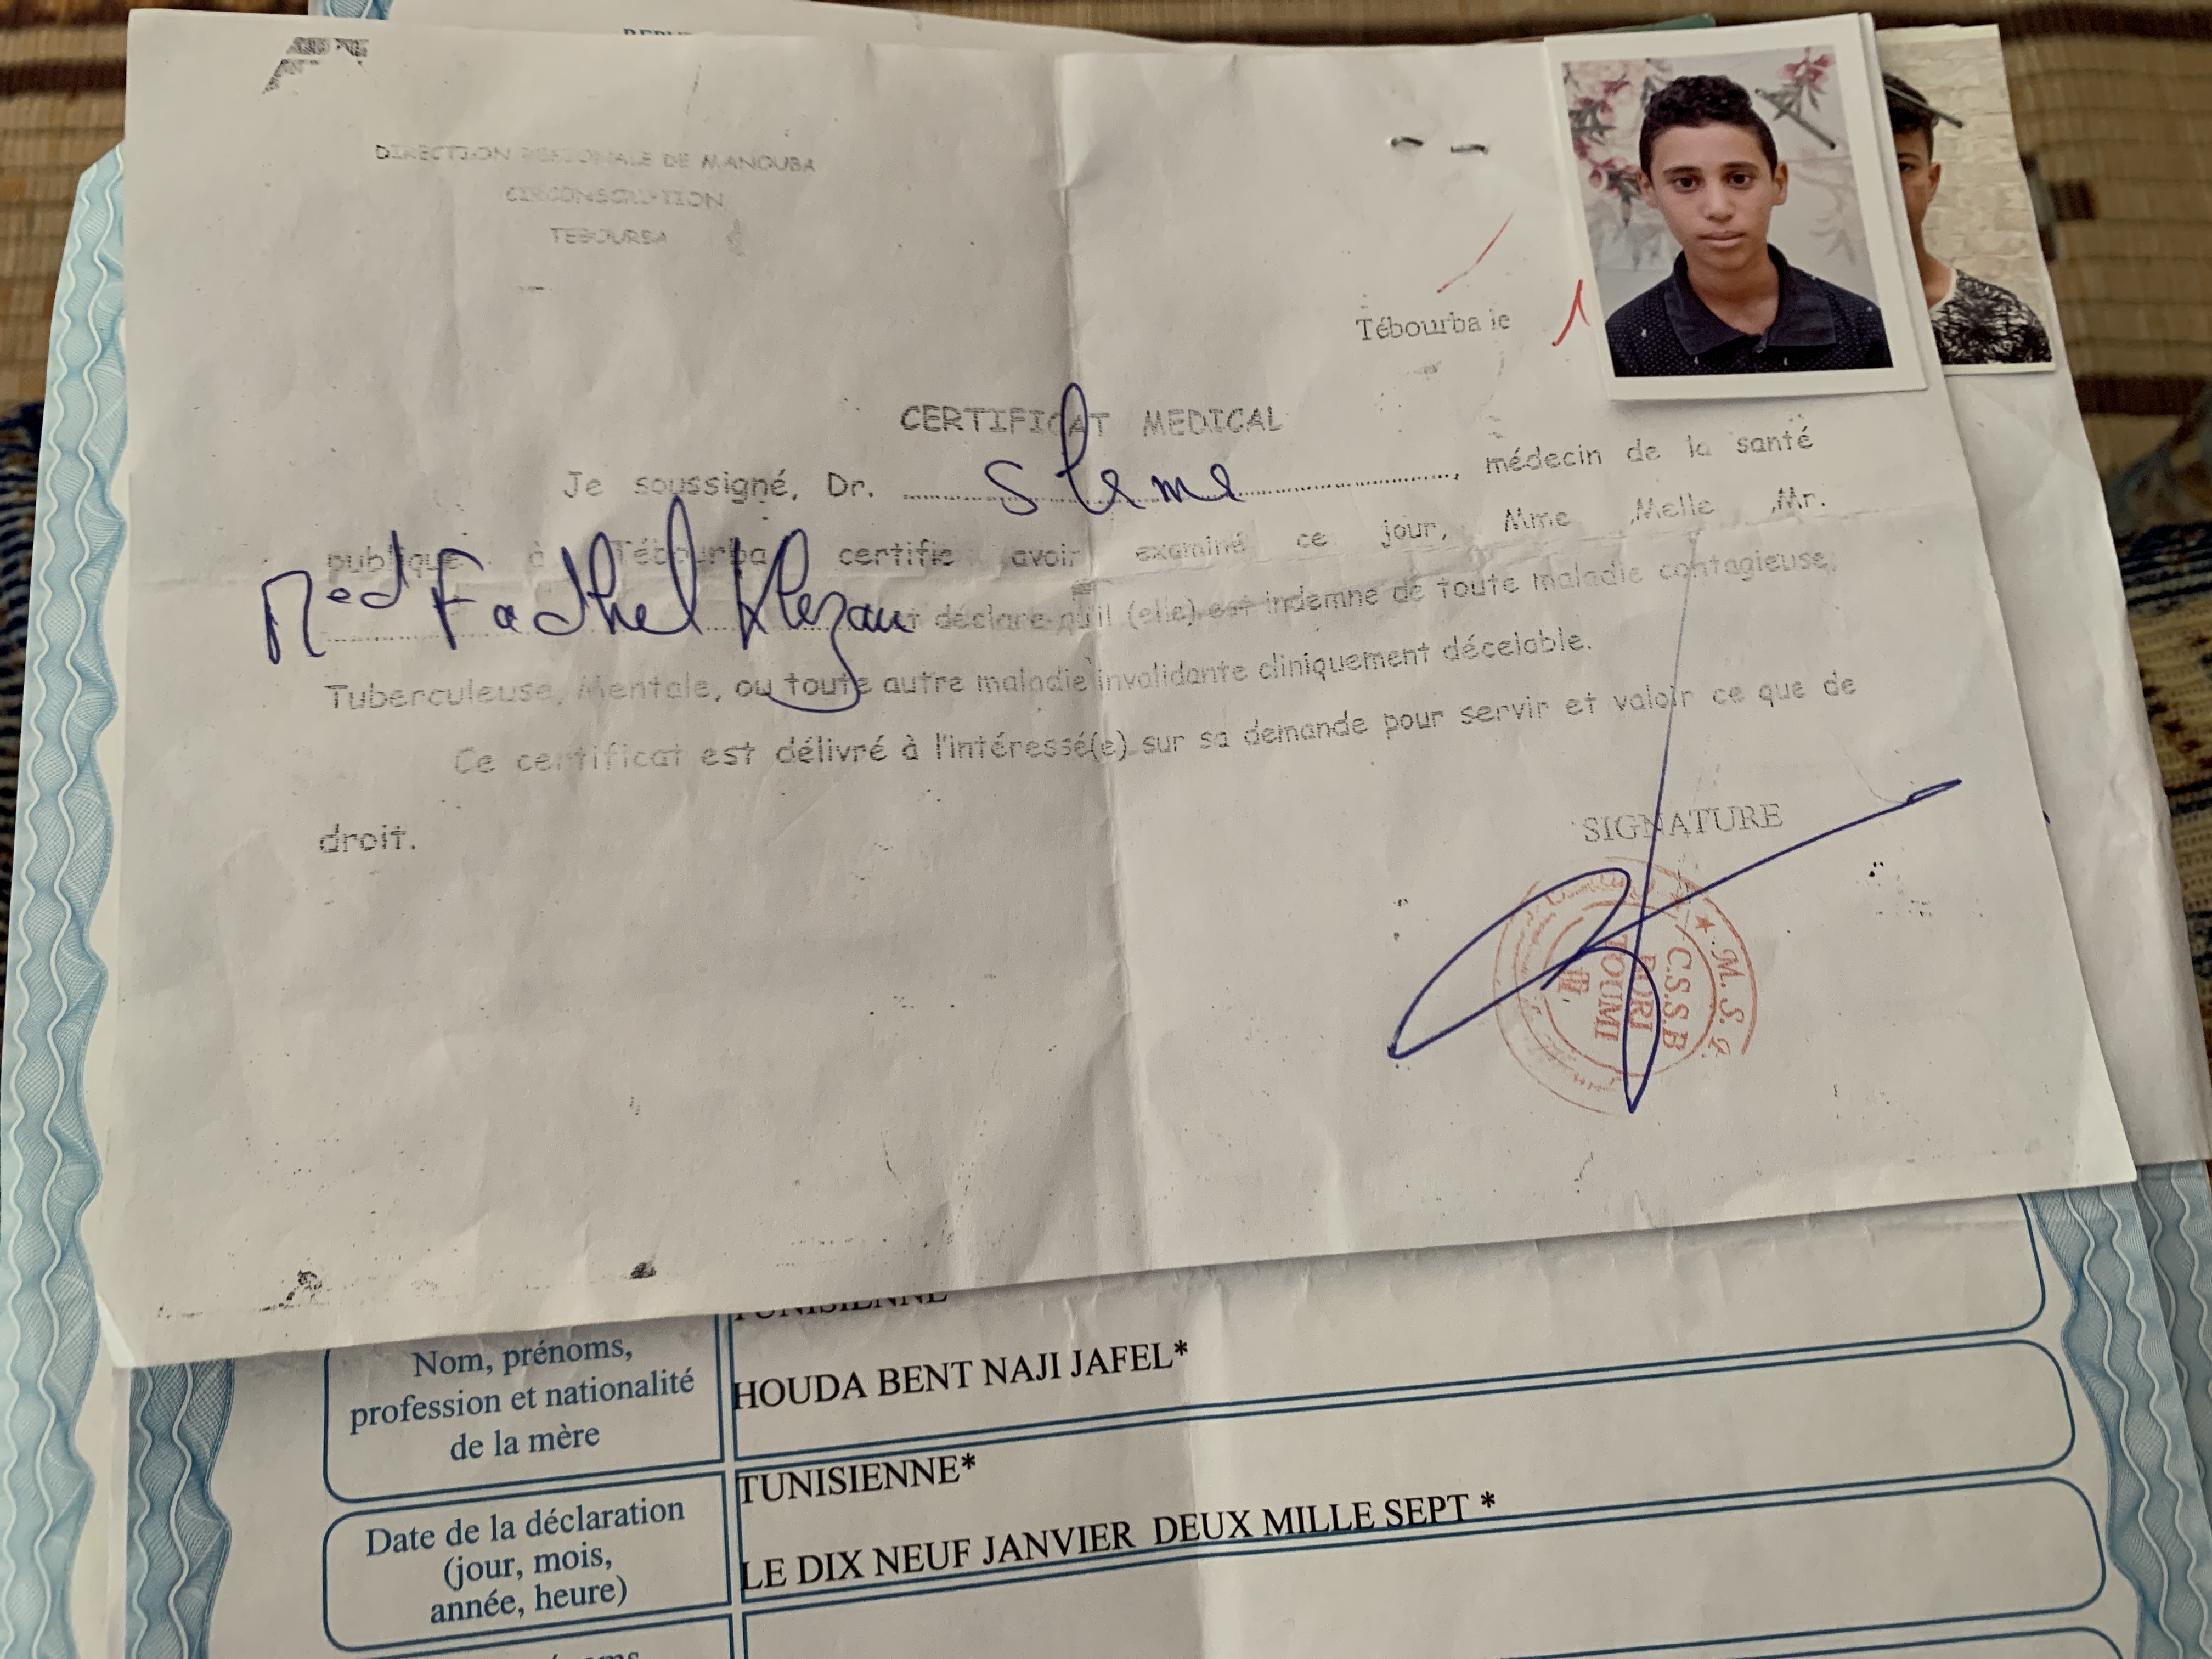 DIRECTION REGIONALE DE MANOUBA
CIRCONSCRIPTION
TEBOURBA
Tébourba le
CERTIFICAT MEDICAL
Je soussigné, Dr. , médecin de la santé
publique à Tébourba certifie avoir examiné ce jour, Mme ,Melle ,Mr.
Med Fadhel et déclare qu'il (elle) est indemne de toute maladie contagieuse,
Tuberculeuse, Mentale, ou toute autre maladie invalidante cliniquement décelable.
Ce certificat est délivré à l'intéressé(e) sur sa demande pour servir et valoir ce que de
droit.
SIGNATURE
M. S.
C.S.S.B
TOUMI
TUNISIENNE
Nom, prénoms,
profession et nationalité
de la mère
HOUDA BENT NAJI JAFEL*
TUNISIENNE*
Date de la déclaration
(jour, mois,
année, heure)
LE DIX NEUF JANVIER DEUX MILLE SEPT *